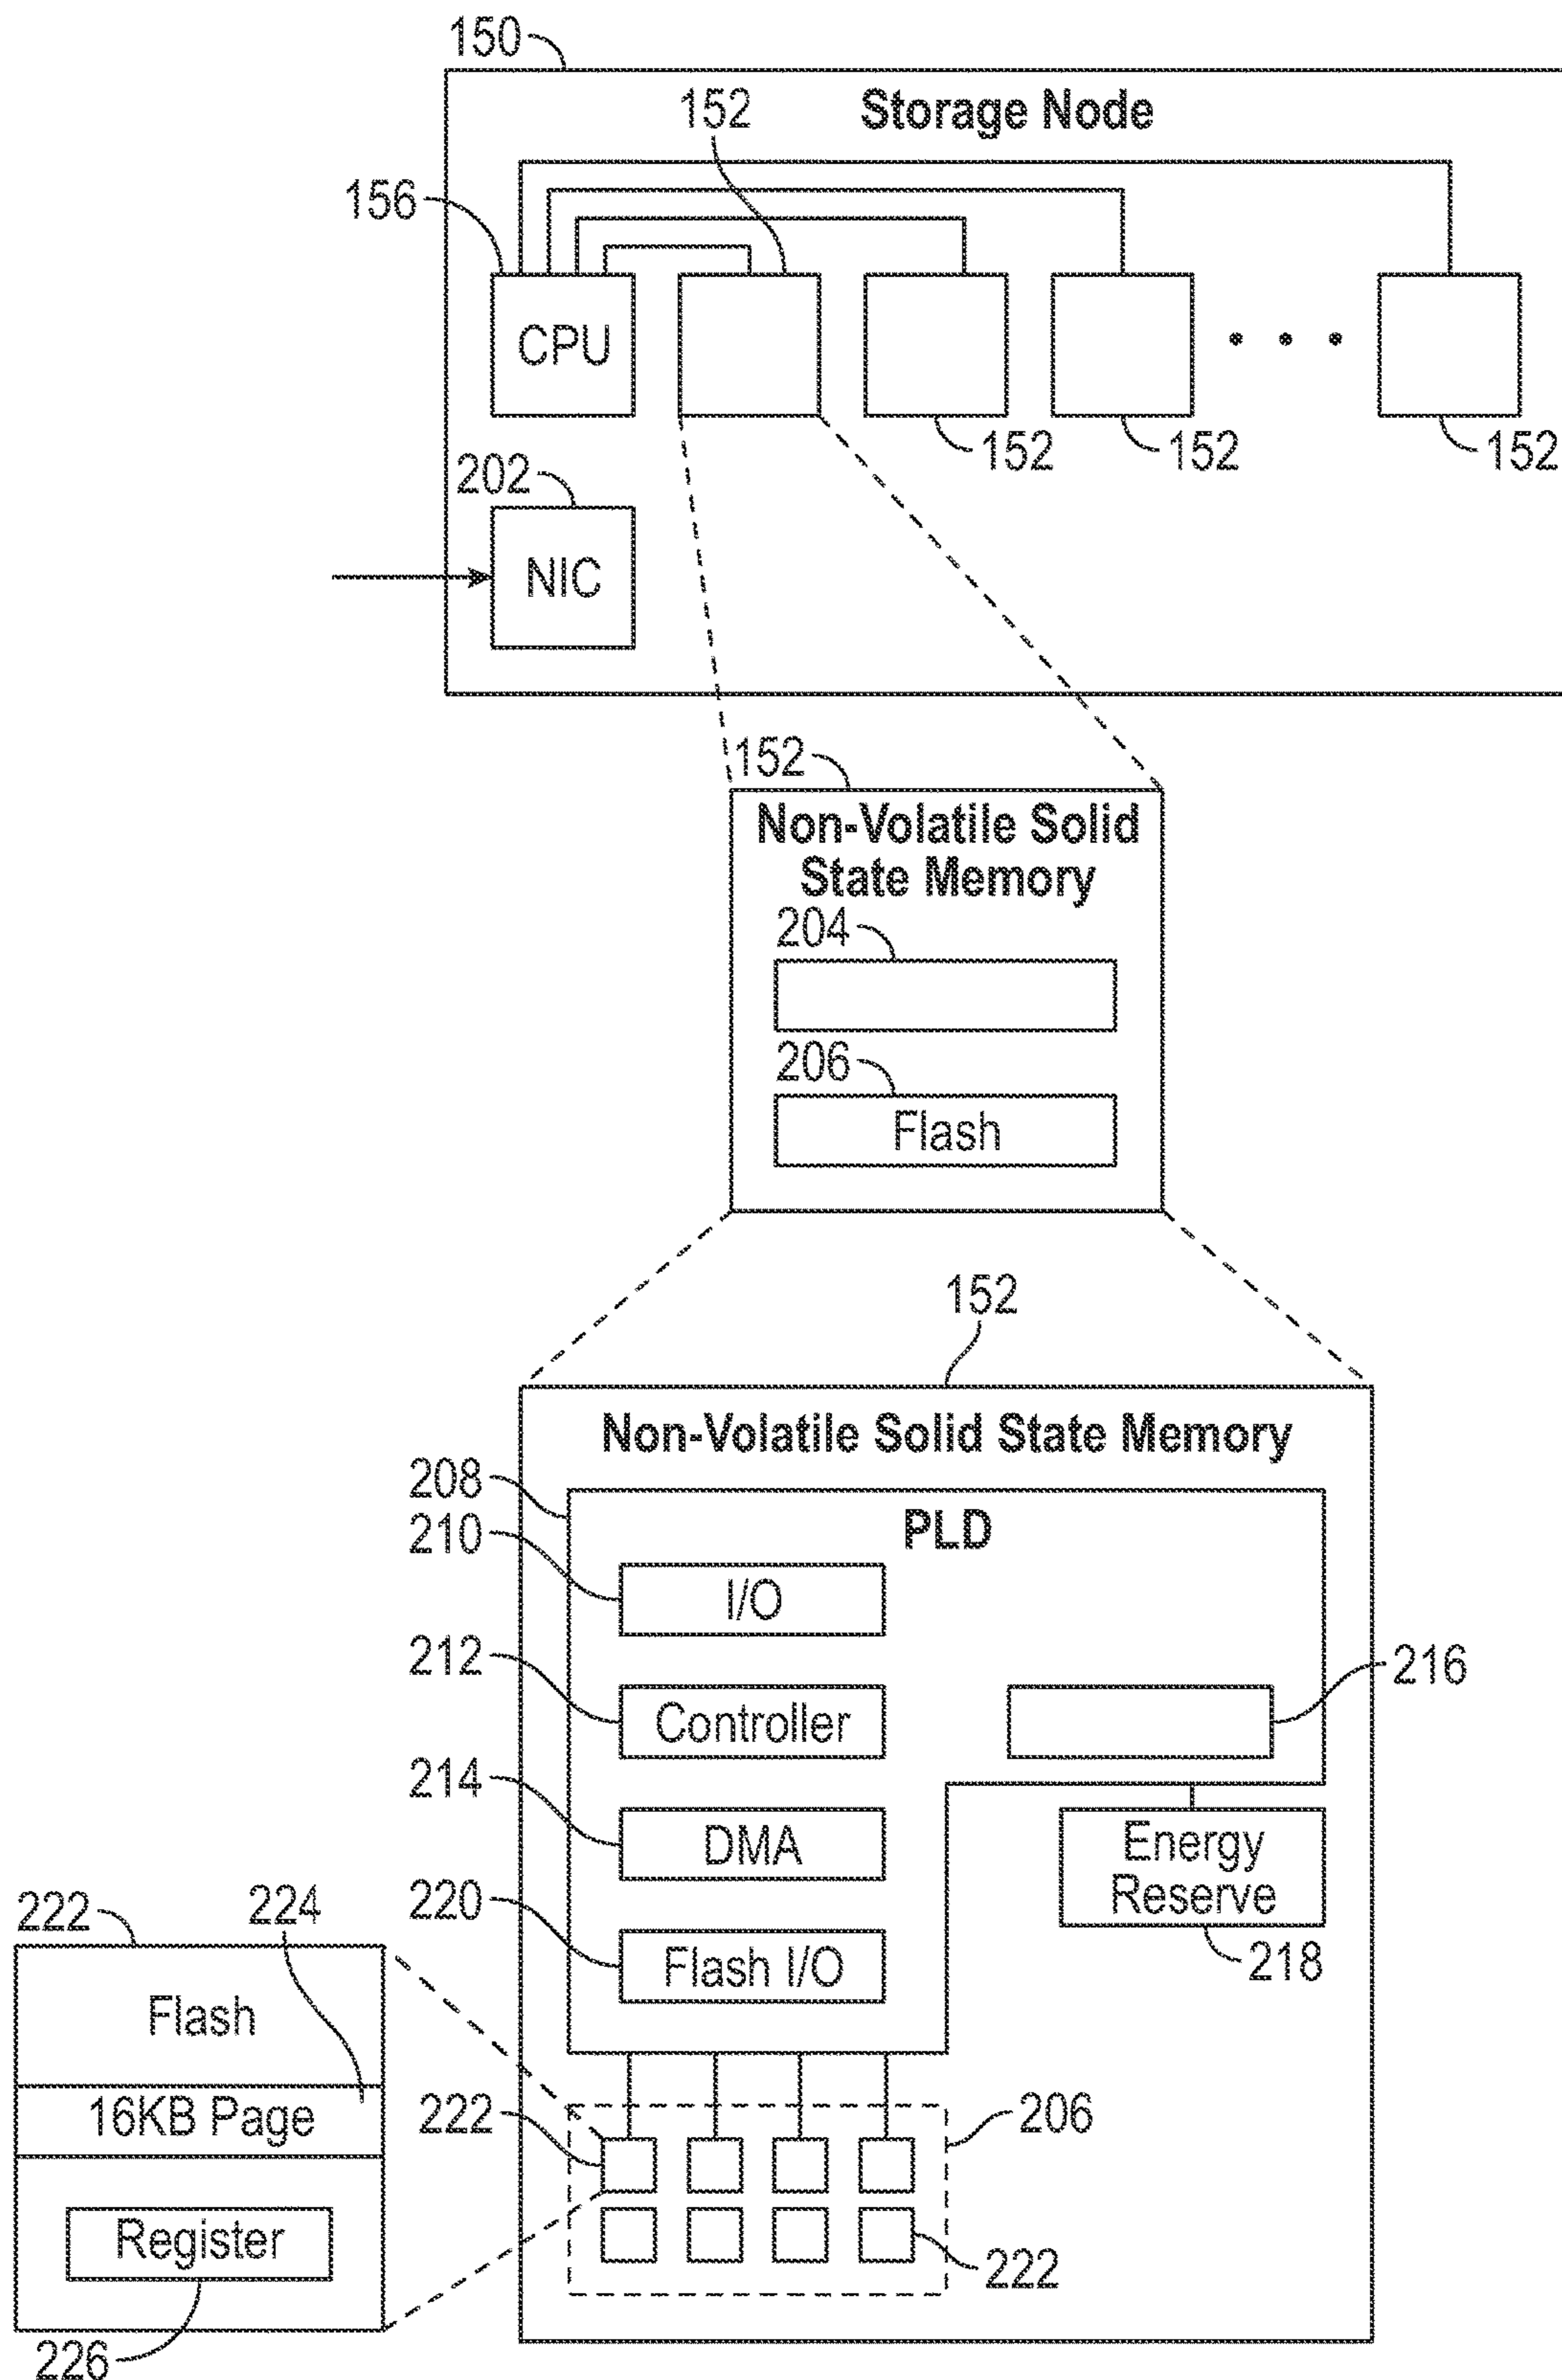 150
Storage Node
152
156
CPU
152
152
152
202
NIC
152
Non-Volatile Solid
State Memory
204
206
Flash
152
Non-Volatile Solid State Memory
208
PLD
210
I/O
212
Controller
216
214
DMA
Energy
Reserve
218
220
Flash I/O
222
224
Flash
16KB Page
Register
226
222
206
222